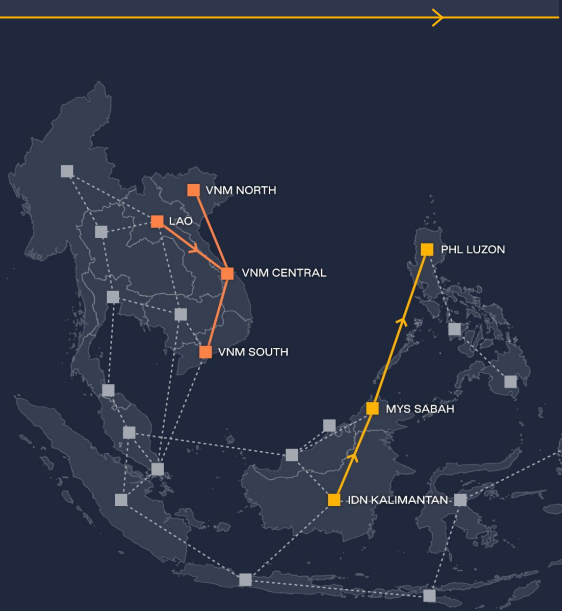 VNM NORTH
LAO
PHL LUZON
VNM CENTRAL
VNM SOUTH
MYS SABAH
IDN KALIMANTAN